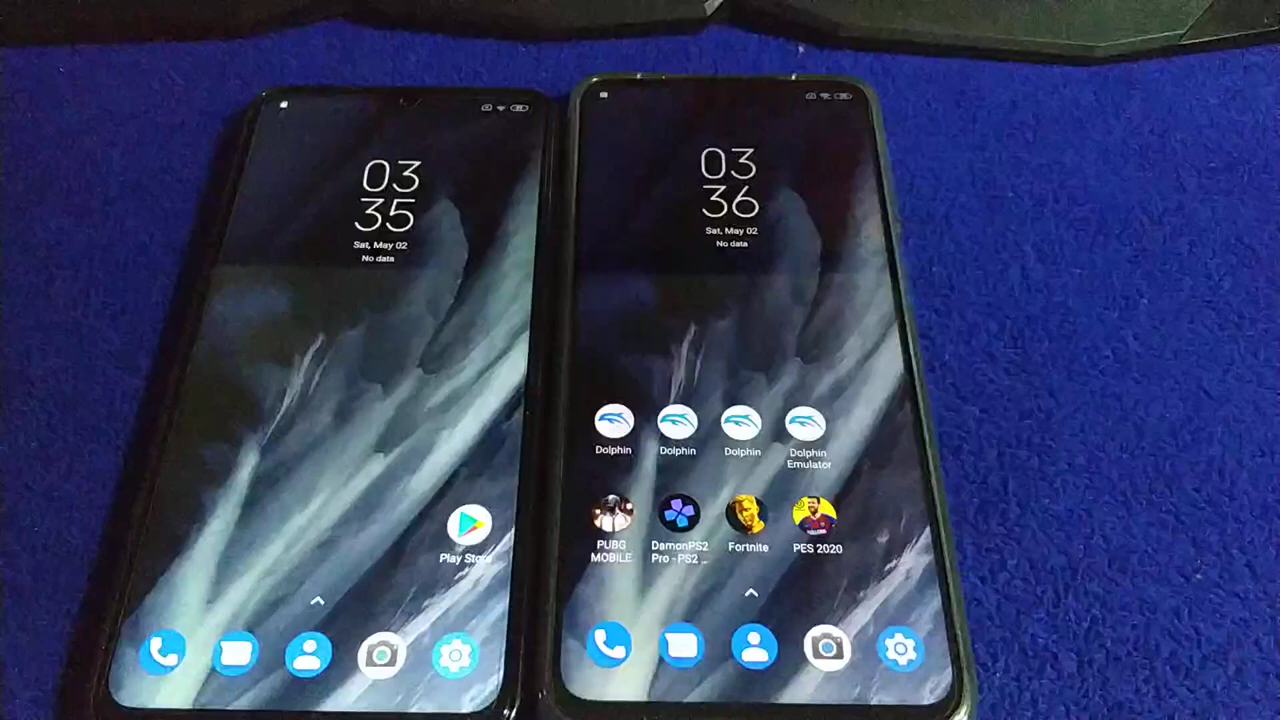 03
35
Sat, May 02
No data
Play Store
03
36
Sat, May 02
No data
Dolphin
Dolphin
Dolphin
Dolphin
Emulator
PUBG
MOBILE
DamonPS2
Pro - PS2 ...
Fortnite
PES 2020